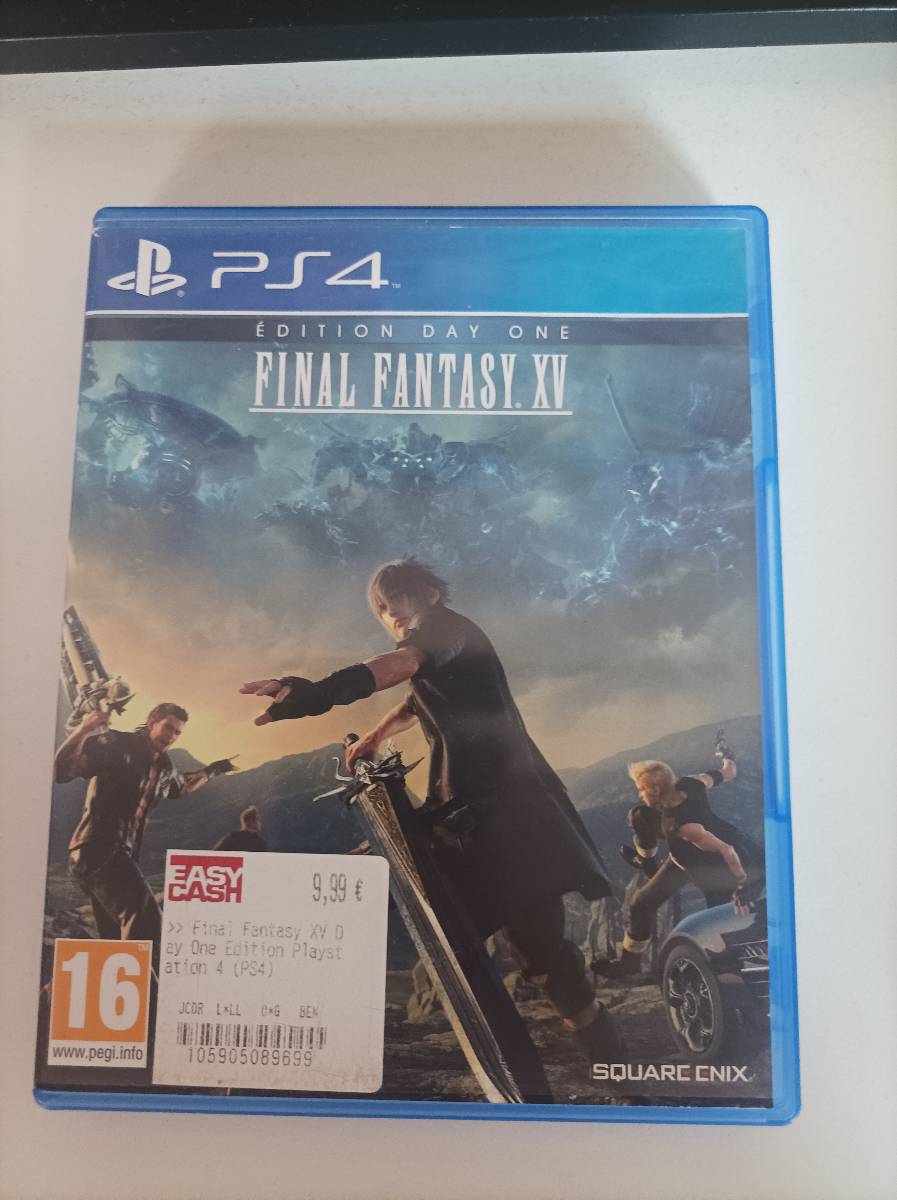 PS4
ÉDITION DAY ONE
FINAL FANTASY. XV
EASY
CASH
9,99 €
>> Final Fantasy XV D
ay One Edition Playst
ation 4 (PS4)
JCDR L*LL D*G BEN
105905089699
16
www.pegi.info
SQUARE ENIX